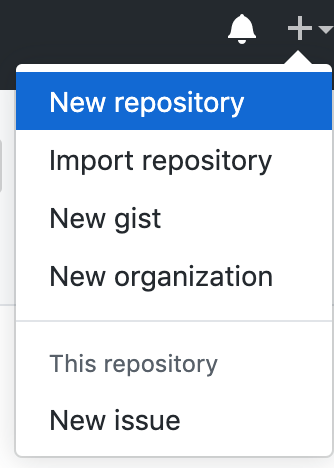 New repository
Import repository
New gist
New organization
This repository
New issue